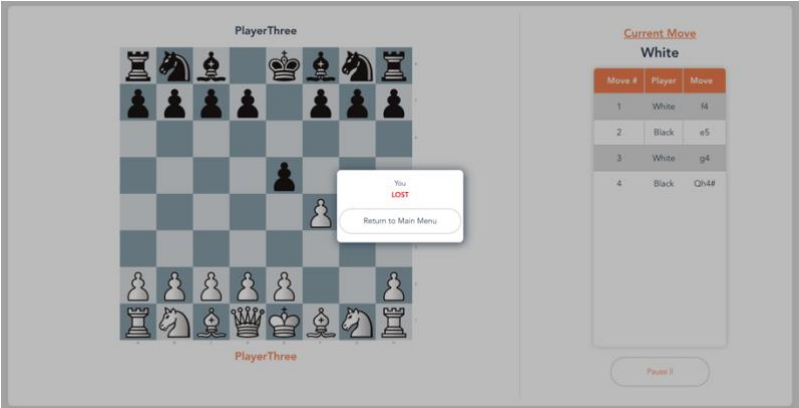 PlayerThree
PlayerThree
Current Move
White
Move # Player Move
1 White f4
2 Black e5
3 White g4
4 Black Qh4#
You
LOST
Return to Main Menu
Pause ||